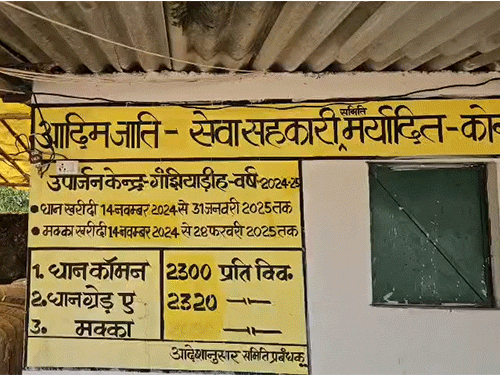 आदिमजाति - सेवा सहकारी समिति मर्यादित - को
उपार्जन केन्द्र - गौझियाड़ीह - वर्ष - 2024-25
• धान खरीदी 14 नवम्बर 2024 से 31 जनवरी 2025 तक
• मक्का खरीदी 14 नवम्बर 2024 से 28 फरवरी 2025 तक
1. धान कॉमन 2300 प्रति क्वि.
2. धान ग्रेड ए 2320 —〃—
3. मक्का —〃—
आदेशानुसार समिति प्रबंधक